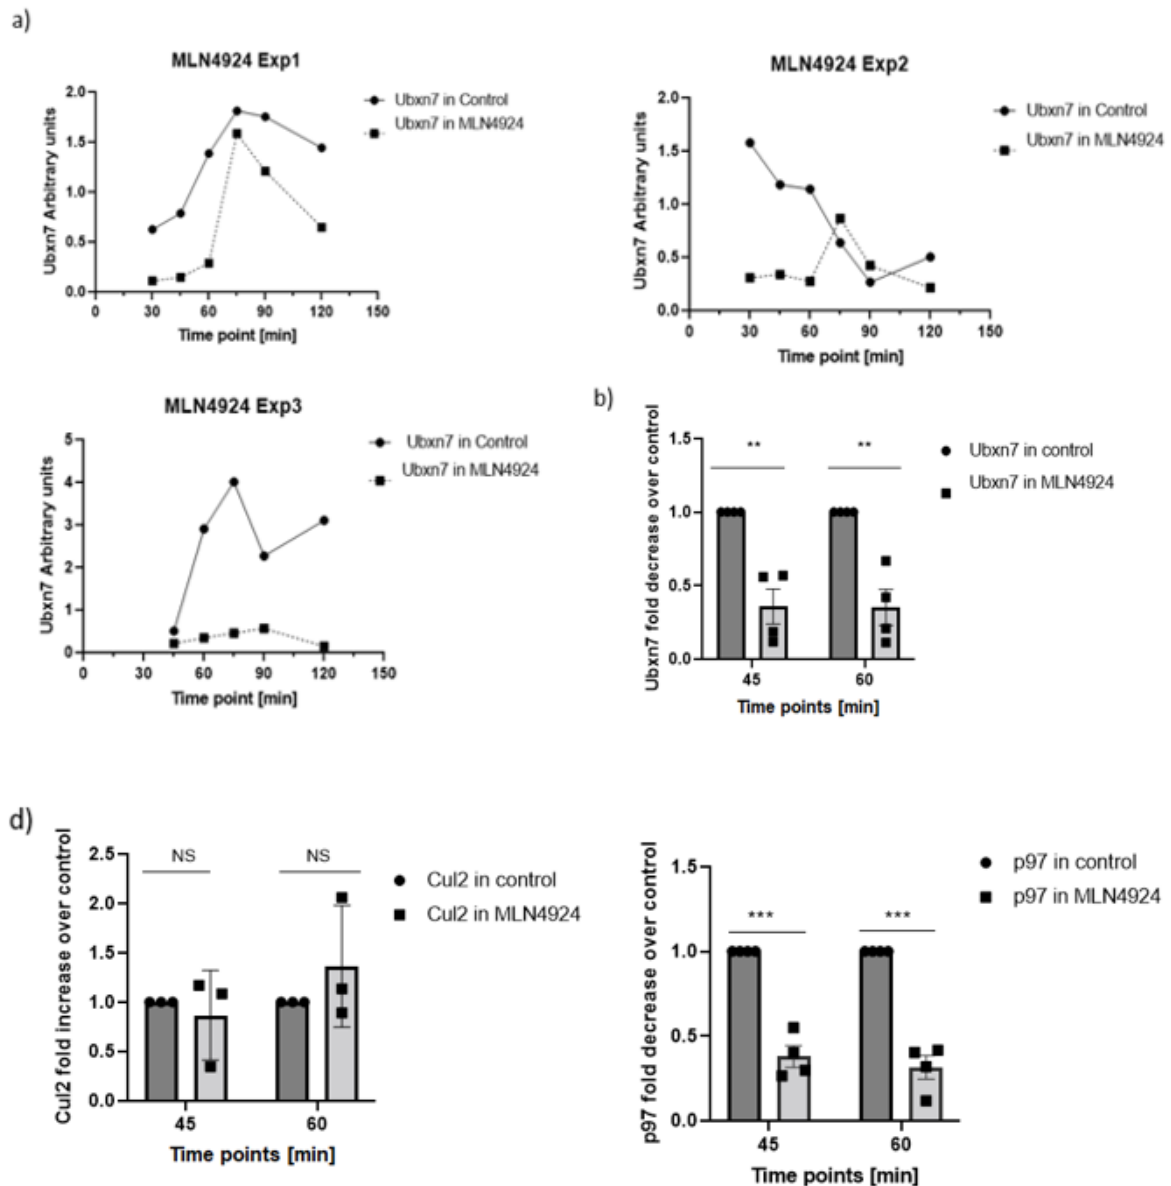 a)
MLN4924 Exp1
Ubxn7 Arbitrary units
2.0
1.5
1.0
0.5
0.0
0 30 60 90 120 150
Time point [min]
Ubxn7 in Control
Ubxn7 in MLN4924
MLN4924 Exp2
Ubxn7 Arbitrary units
2.0
1.5
1.0
0.5
0.0
0 30 60 90 120 150
Time point [min]
Ubxn7 in Control
Ubxn7 in MLN4924
MLN4924 Exp3
Ubxn7 Arbitrary units
5
4
3
2
1
0
0 30 60 90 120 150
Time point [min]
Ubxn7 in Control
Ubxn7 in MLN4924
b)
Ubxn7 fold decrease over control
1.5
1.0
0.5
0.0
** **
45 60
Time points [min]
Ubxn7 in control
Ubxn7 in MLN4924
d)
Cul2 fold increase over control
2.5
2.0
1.5
1.0
0.5
0.0
NS NS
45 60
Time points [min]
Cul2 in control
Cul2 in MLN4924
p97 fold decrease over control
1.5
1.0
0.5
0.0
*** ***
45 60
Time points [min]
p97 in control
p97 in MLN4924